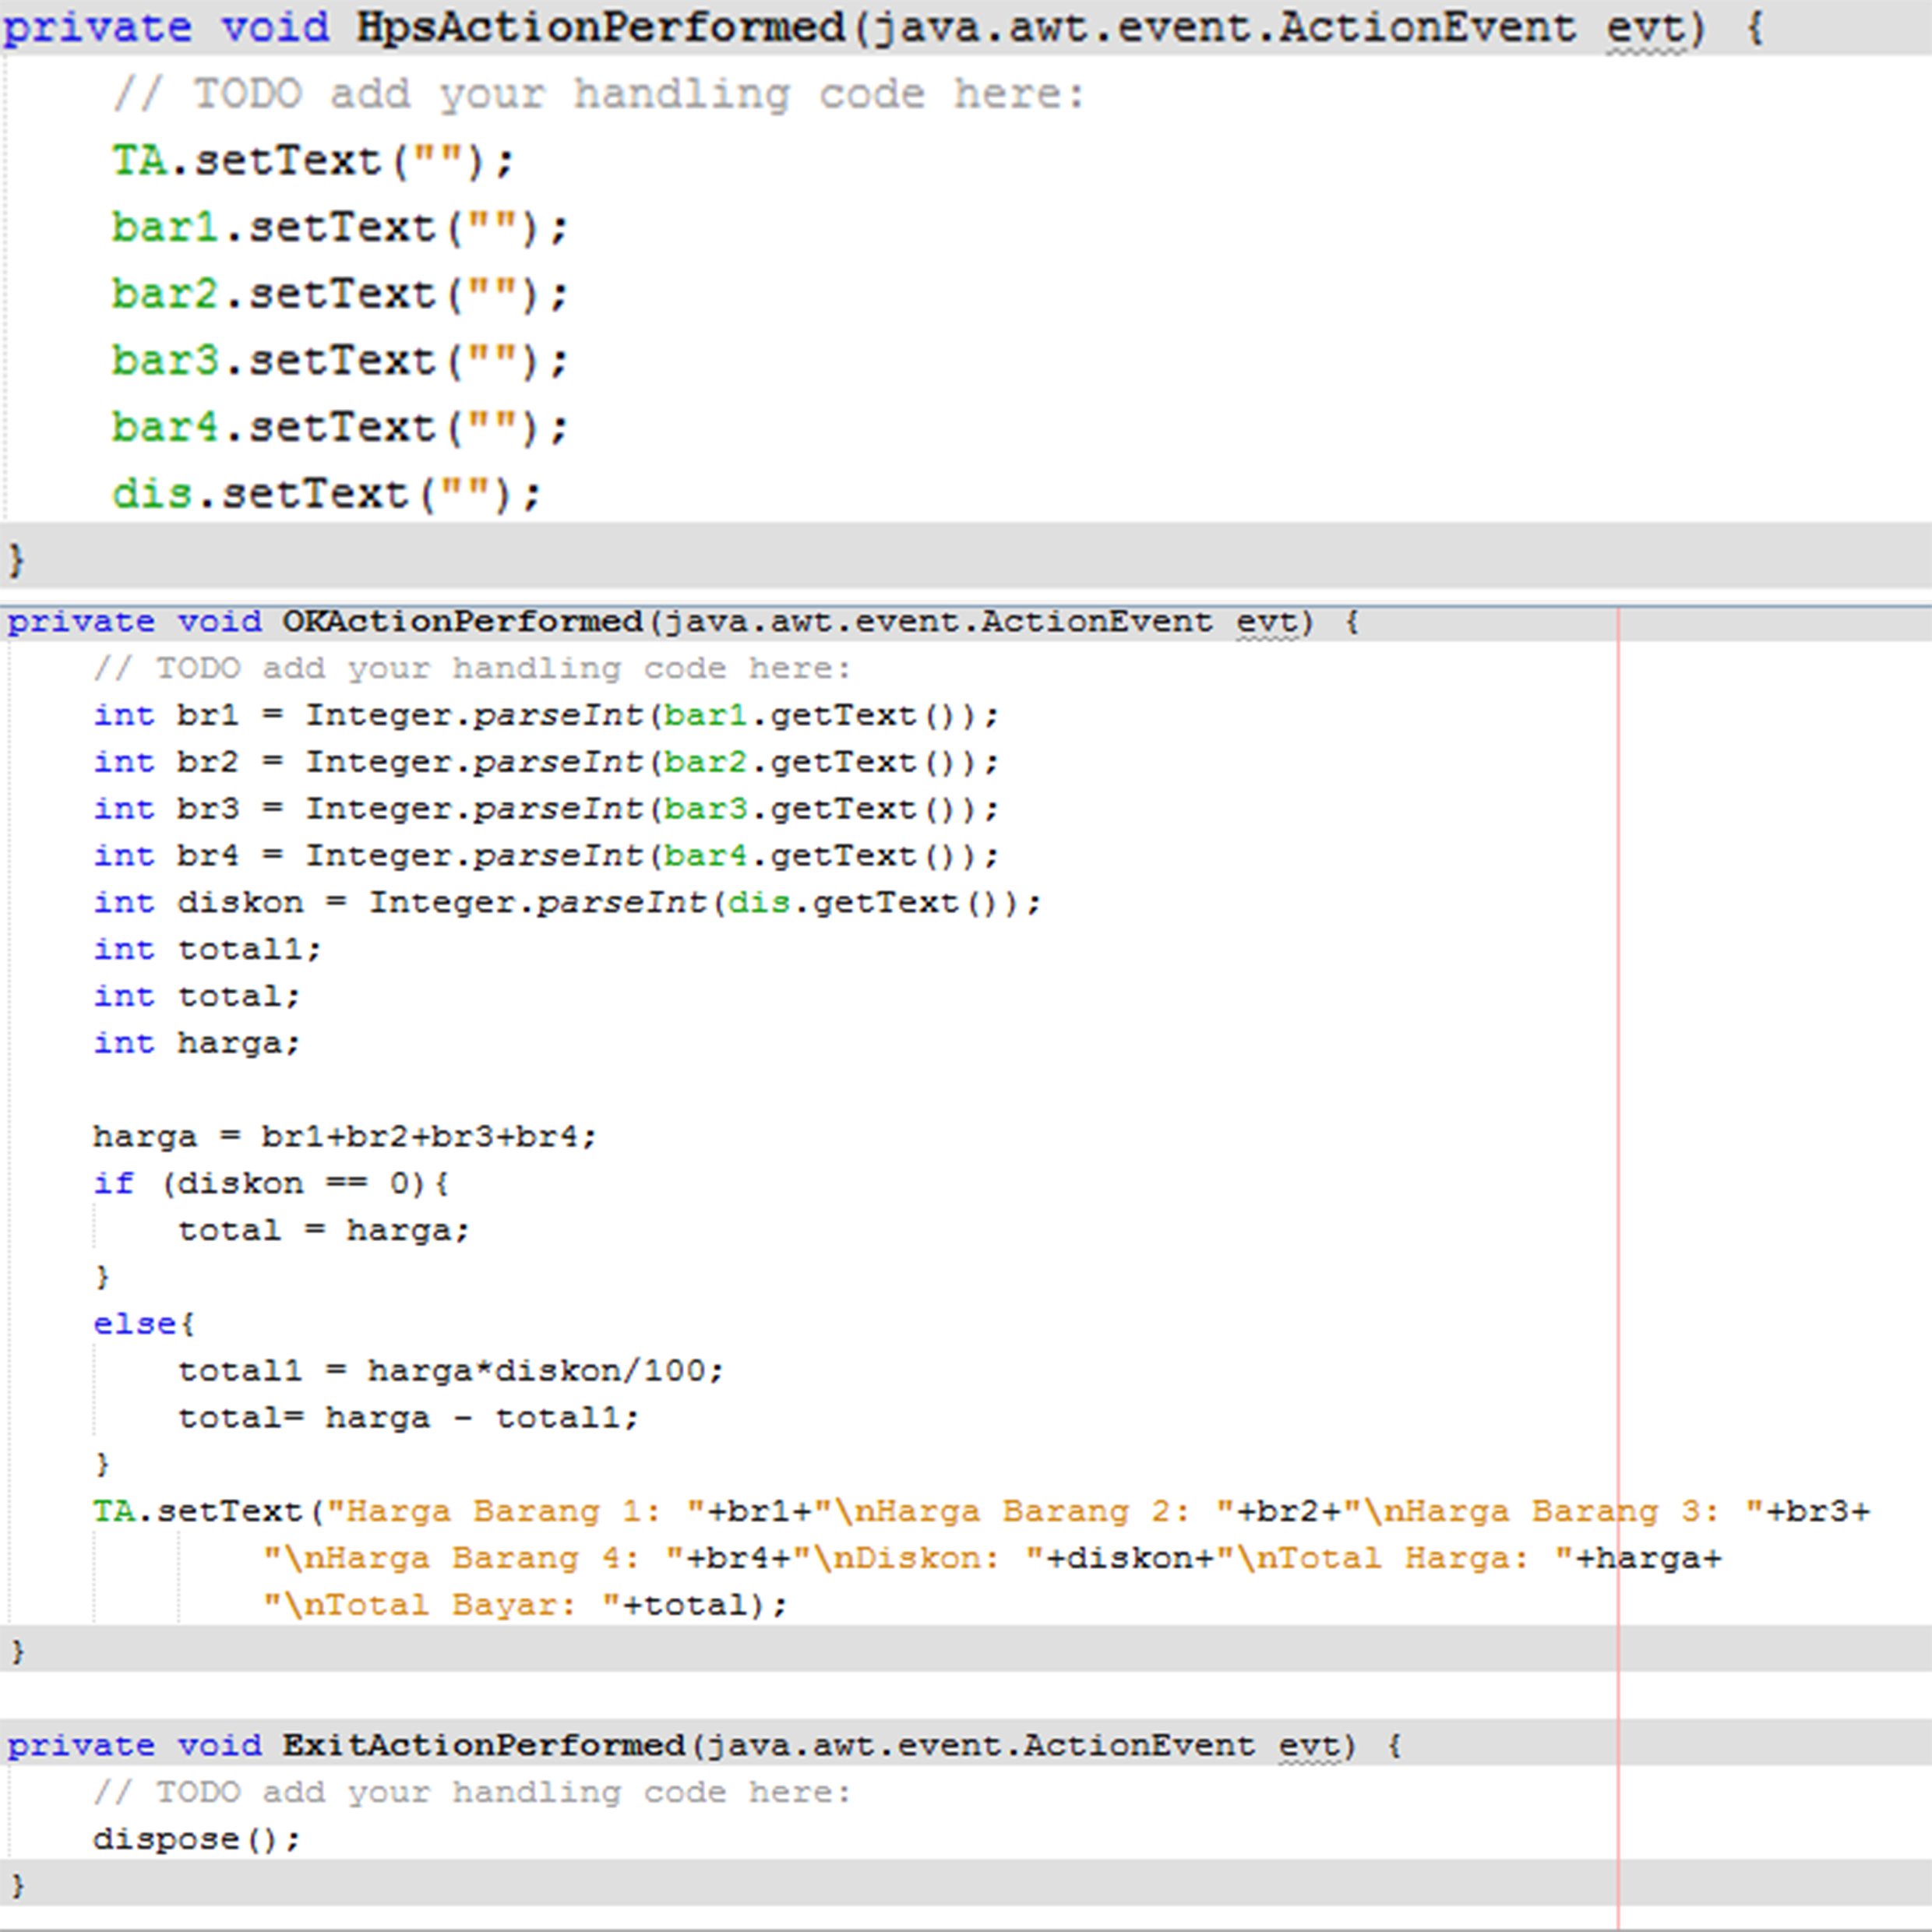 private void HpsActionPerformed(java.awt.event.ActionEvent evt) {
// TODO add your handling code here:
TA.setText("");
bar1.setText("");
bar2.setText("");
bar3.setText("");
bar4.setText("");
dis.setText("");
}
private void OKActionPerformed(java.awt.event.ActionEvent evt) {
// TODO add your handling code here:
int br1 = Integer.parseInt(bar1.getText());
int br2 = Integer.parseInt(bar2.getText());
int br3 = Integer.parseInt(bar3.getText());
int br4 = Integer.parseInt(bar4.getText());
int diskon = Integer.parseInt(dis.getText());
int total1;
int total;
int harga;
harga = br1+br2+br3+br4;
if (diskon == 0){
total = harga;
}
else{
total1 = harga*diskon/100;
total= harga - total1;
}
TA.setText("Harga Barang 1: "+br1+"\nHarga Barang 2: "+br2+"\nHarga Barang 3: "+br3+
"\nHarga Barang 4: "+br4+"\nDiskon: "+diskon+"\nTotal Harga: "+harga+
"\nTotal Bayar: "+total);
}
private void ExitActionPerformed(java.awt.event.ActionEvent evt) {
// TODO add your handling code here:
dispose();
}